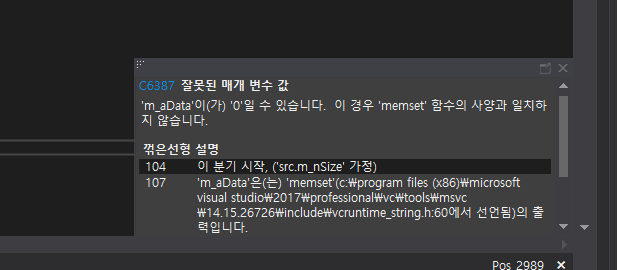 C6387 잘못된 매개 변수 값
'm_aData'이(가) '0'일 수 있습니다. 이 경우 'memset' 함수의 사양과 일치하
지 않습니다.
꺾은선형 설명
104 이 분기 시작, ('src.m_nSize' 가정)
107 'm_aData'은(는) 'memset'(c:₩program files (x86)₩microsoft
visual studio₩2017₩professional₩vc₩tools₩msvc
₩14.15.26726₩include₩vcruntime_string.h:60에서 선언됨)의 출
력입니다.
Pos 2989